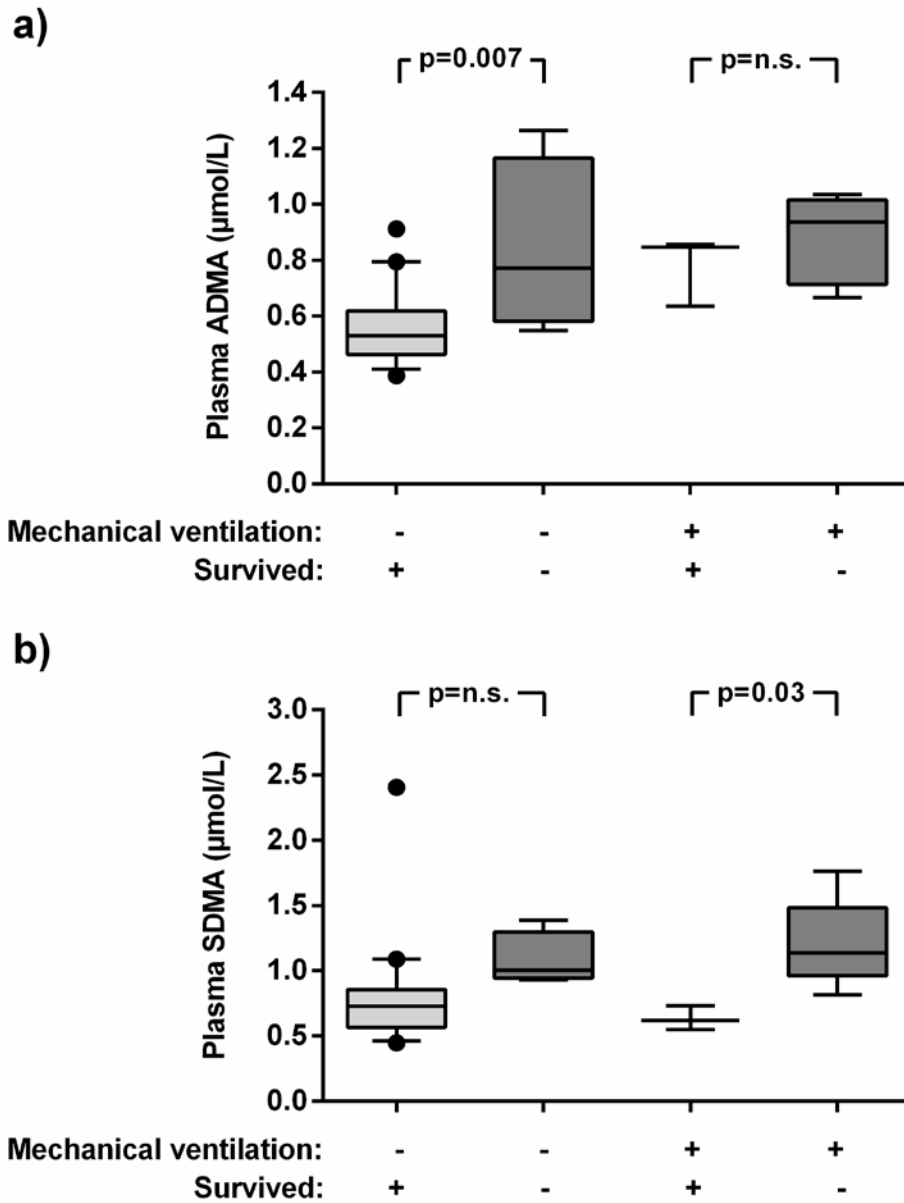 a)
p=0.007 p=n.s.
Plasma ADMA (µmol/L)
1.4
1.2
1.0
0.8
0.6
0.4
0.2
0.0
Mechanical ventilation: - - + +
Survived: + - + -
b)
p=n.s. p=0.03
Plasma SDMA (µmol/L)
3.0
2.5
2.0
1.5
1.0
0.5
0.0
Mechanical ventilation: - - + +
Survived: + - + -